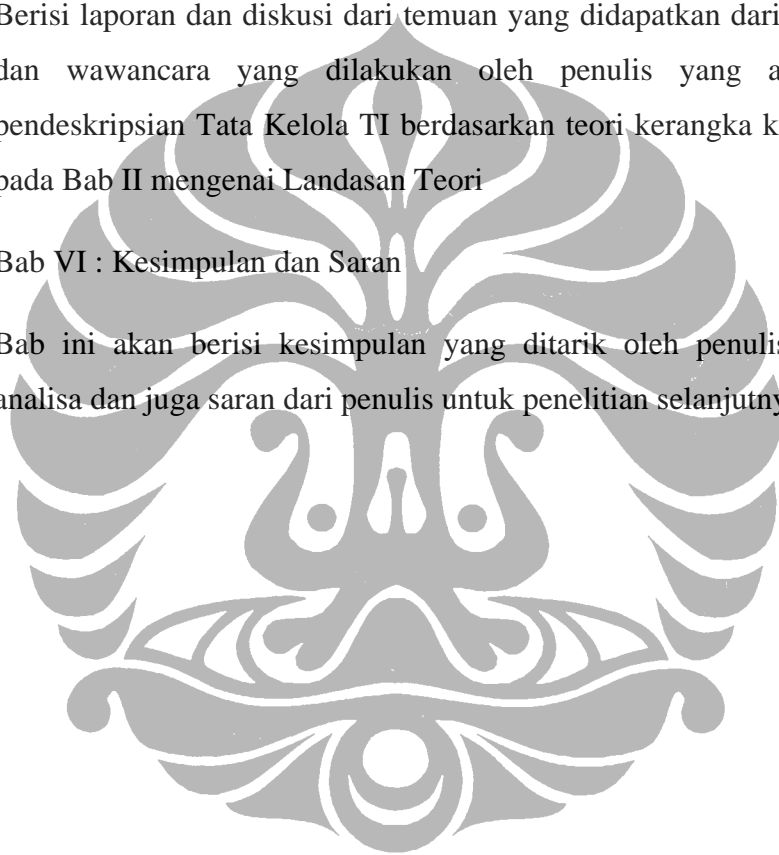 Berisi laporan dan diskusi dari temuan yang didapatkan dari
dan wawancara yang dilakukan oleh penulis yang
pendeskripsian Tata Kelola TI berdasarkan teori kerangka
pada Bab II mengenai Landasan Teori
Bab VI : Kesimpulan dan Saran
Bab ini akan berisi kesimpulan yang ditarik oleh penulis
analisa dan juga saran dari penulis untuk penelitian